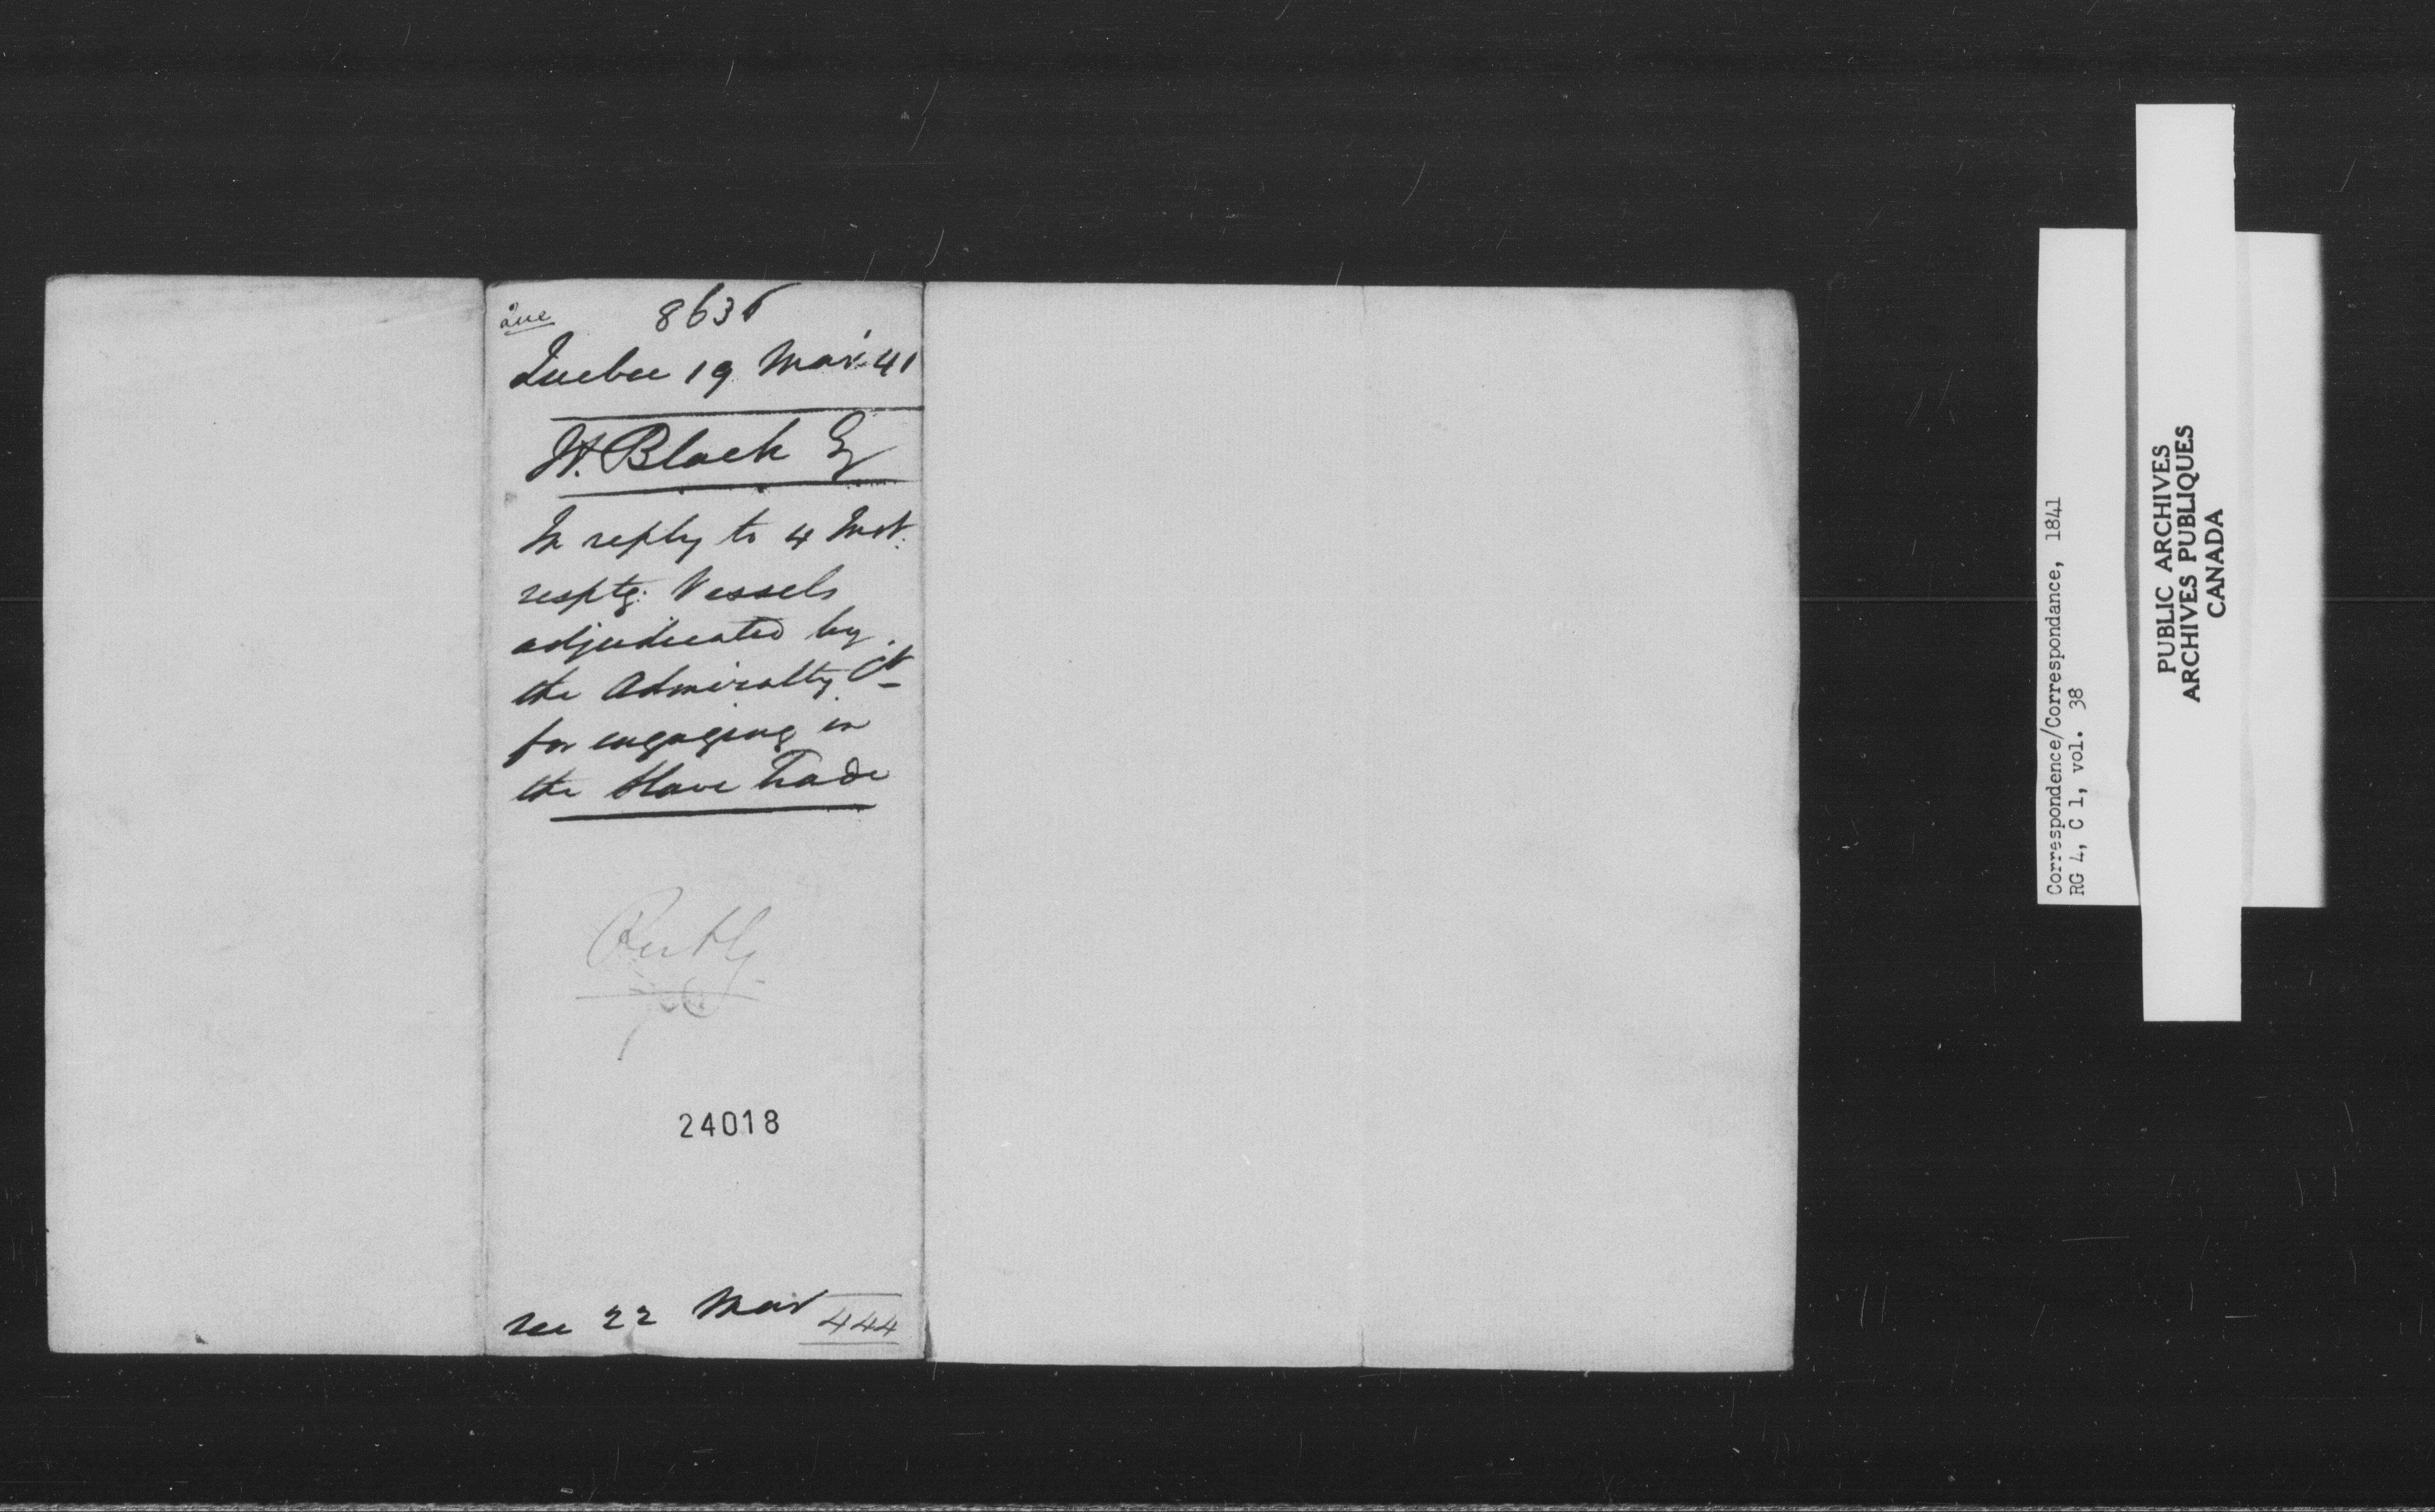 Que
8636
Quebec 19 Mar: 41
H. Black Esq
In reply to 4 Inst:
resptg: Vessels
adjudicated by
the Admiralty Ct
for engaging in
the Slave Trade
24018
rec 22 Mar
444
Correspondence/Correspondance, 1841
RG 4, C 1, vol. 38
PUBLIC ARCHIVES
ARCHIVES PUBLIQUES
CANADA